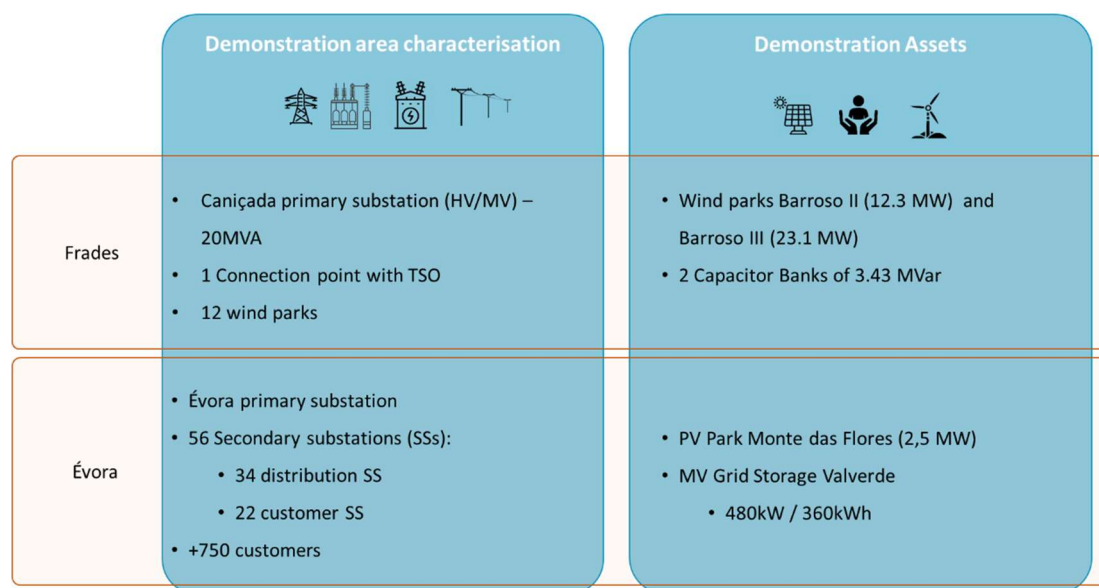 Demonstration area characterisation
Demonstration Assets
Frades
• Caniçada primary substation (HV/MV) –
20MVA
• 1 Connection point with TSO
• 12 wind parks
• Wind parks Barroso II (12.3 MW) and
Barroso III (23.1 MW)
• 2 Capacitor Banks of 3.43 MVar
Évora
• Évora primary substation
• 56 Secondary substations (SSs):
• 34 distribution SS
• 22 customer SS
• +750 customers
• PV Park Monte das Flores (2,5 MW)
• MV Grid Storage Valverde
• 480kW / 360kWh